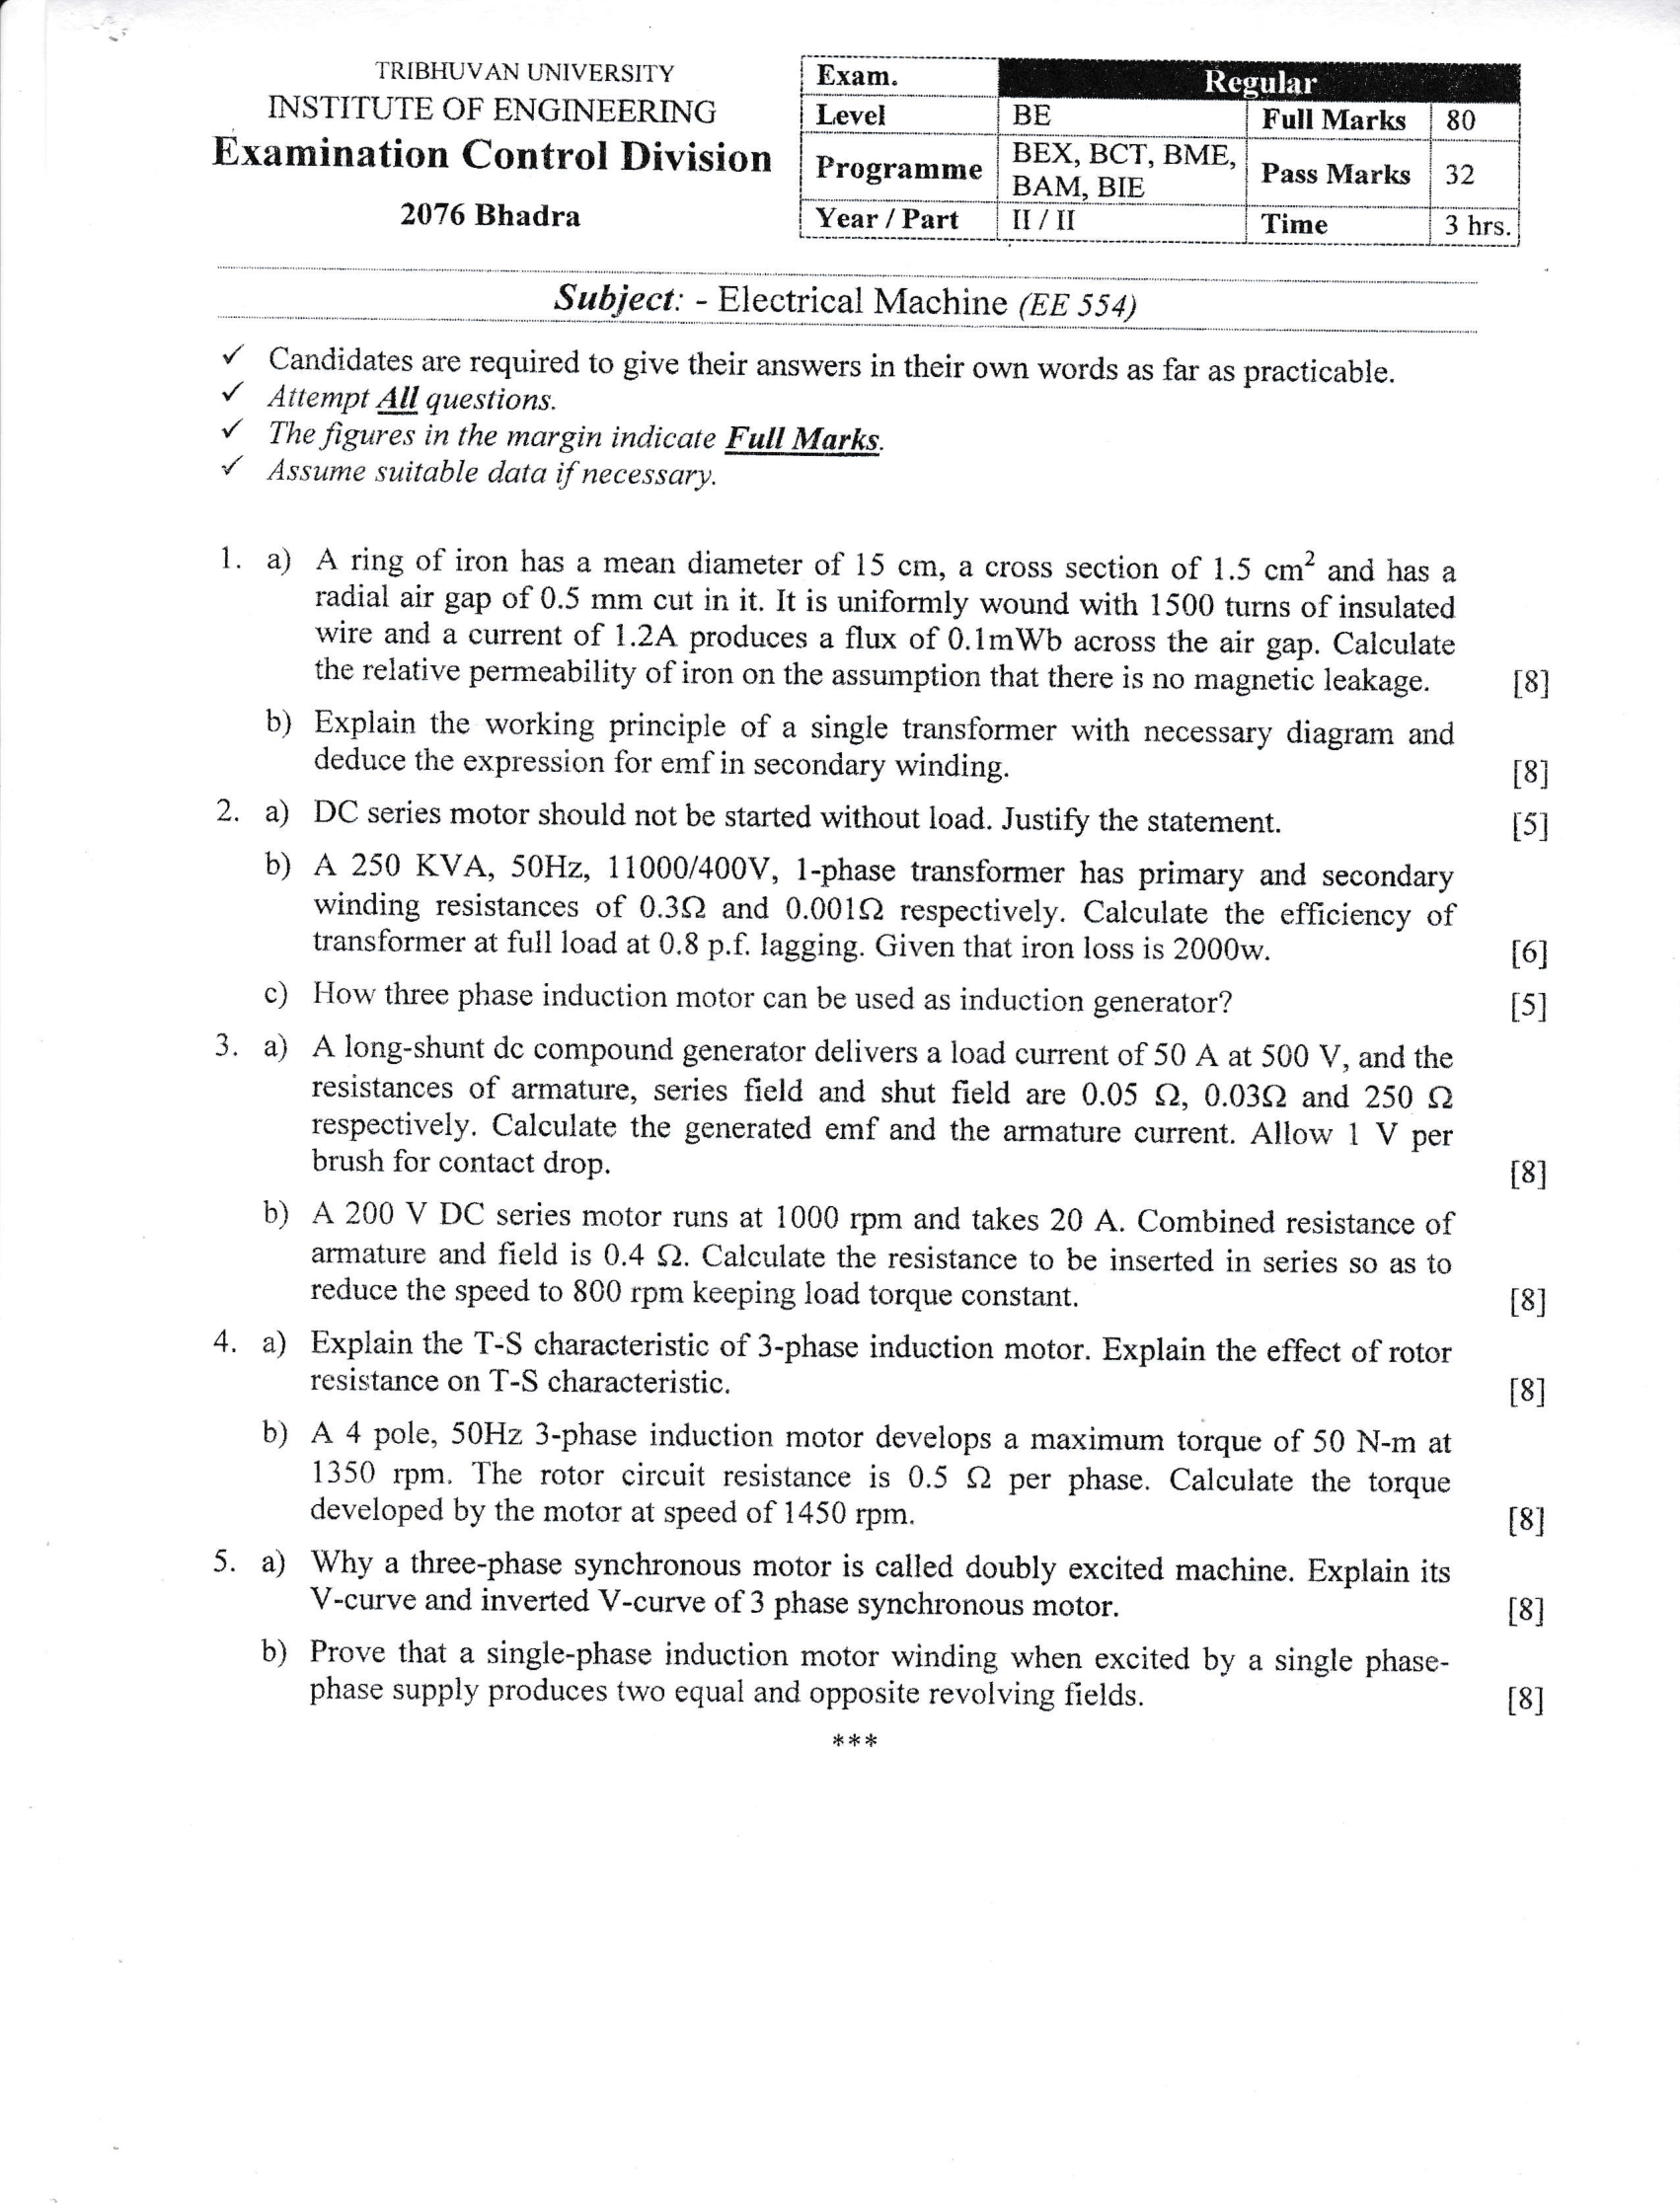 TRIBHUVAN UNIVERSITY
INSTITUTE OF ENGINEERING
Examination Control Division
2076 Bhadra
Exam. Regular
Level BE Full Marks 80
Programme BEX, BCT, BME, BAM, BIE Pass Marks 32
Year / Part II / II Time 3 hrs.
Subject: - Electrical Machine (EE 554)
✓ Candidates are required to give their answers in their own words as far as practicable.
✓ Attempt All questions.
✓ The figures in the margin indicate Full Marks.
✓ Assume suitable data if necessary.
1. a) A ring of iron has a mean diameter of 15 cm, a cross section of 1.5 cm² and has a
radial air gap of 0.5 mm cut in it. It is uniformly wound with 1500 turns of insulated
wire and a current of 1.2A produces a flux of 0.1mWb across the air gap. Calculate
the relative permeability of iron on the assumption that there is no magnetic leakage. [8]
b) Explain the working principle of a single transformer with necessary diagram and
deduce the expression for emf in secondary winding. [8]
2. a) DC series motor should not be started without load. Justify the statement. [5]
b) A 250 KVA, 50Hz, 11000/400V, 1-phase transformer has primary and secondary
winding resistances of 0.3Ω and 0.001Ω respectively. Calculate the efficiency of
transformer at full load at 0.8 p.f. lagging. Given that iron loss is 2000w. [6]
c) How three phase induction motor can be used as induction generator? [5]
3. a) A long-shunt dc compound generator delivers a load current of 50 A at 500 V, and the
resistances of armature, series field and shut field are 0.05 Ω, 0.03Ω and 250 Ω
respectively. Calculate the generated emf and the armature current. Allow 1 V per
brush for contact drop. [8]
b) A 200 V DC series motor runs at 1000 rpm and takes 20 A. Combined resistance of
armature and field is 0.4 Ω. Calculate the resistance to be inserted in series so as to
reduce the speed to 800 rpm keeping load torque constant. [8]
4. a) Explain the T-S characteristic of 3-phase induction motor. Explain the effect of rotor
resistance on T-S characteristic. [8]
b) A 4 pole, 50Hz 3-phase induction motor develops a maximum torque of 50 N-m at
1350 rpm. The rotor circuit resistance is 0.5 Ω per phase. Calculate the torque
developed by the motor at speed of 1450 rpm. [8]
5. a) Why a three-phase synchronous motor is called doubly excited machine. Explain its
V-curve and inverted V-curve of 3 phase synchronous motor. [8]
b) Prove that a single-phase induction motor winding when excited by a single phase-
phase supply produces two equal and opposite revolving fields. [8]
***